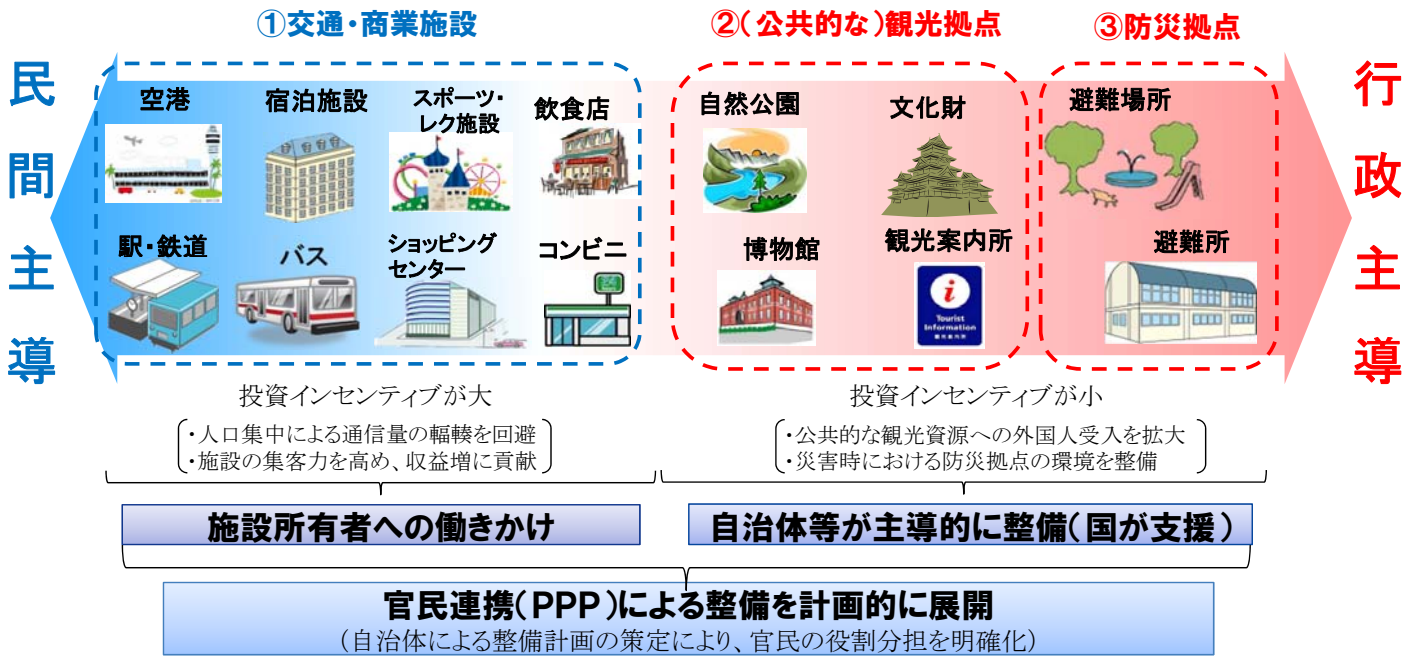 ①交通・商業施設
②(公共的な)観光拠点
③防災拠点
民間主導
空港
宿泊施設
スポーツ・
レク施設
飲食店
駅・鉄道
バス
ショッピング
センター
コンビニ
自然公園
文化財
博物館
観光案内所
i
Tourist
Information
観光案内所
避難場所
避難所
行政主導
投資インセンティブが大
・人口集中による通信量の輻輳を回避
・施設の集客力を高め、収益増に貢献
投資インセンティブが小
・公共的な観光資源への外国人受入を拡大
・災害時における防災拠点の環境を整備
施設所有者への働きかけ
自治体等が主導的に整備(国が支援)
官民連携(PPP)による整備を計画的に展開
(自治体による整備計画の策定により、官民の役割分担を明確化)